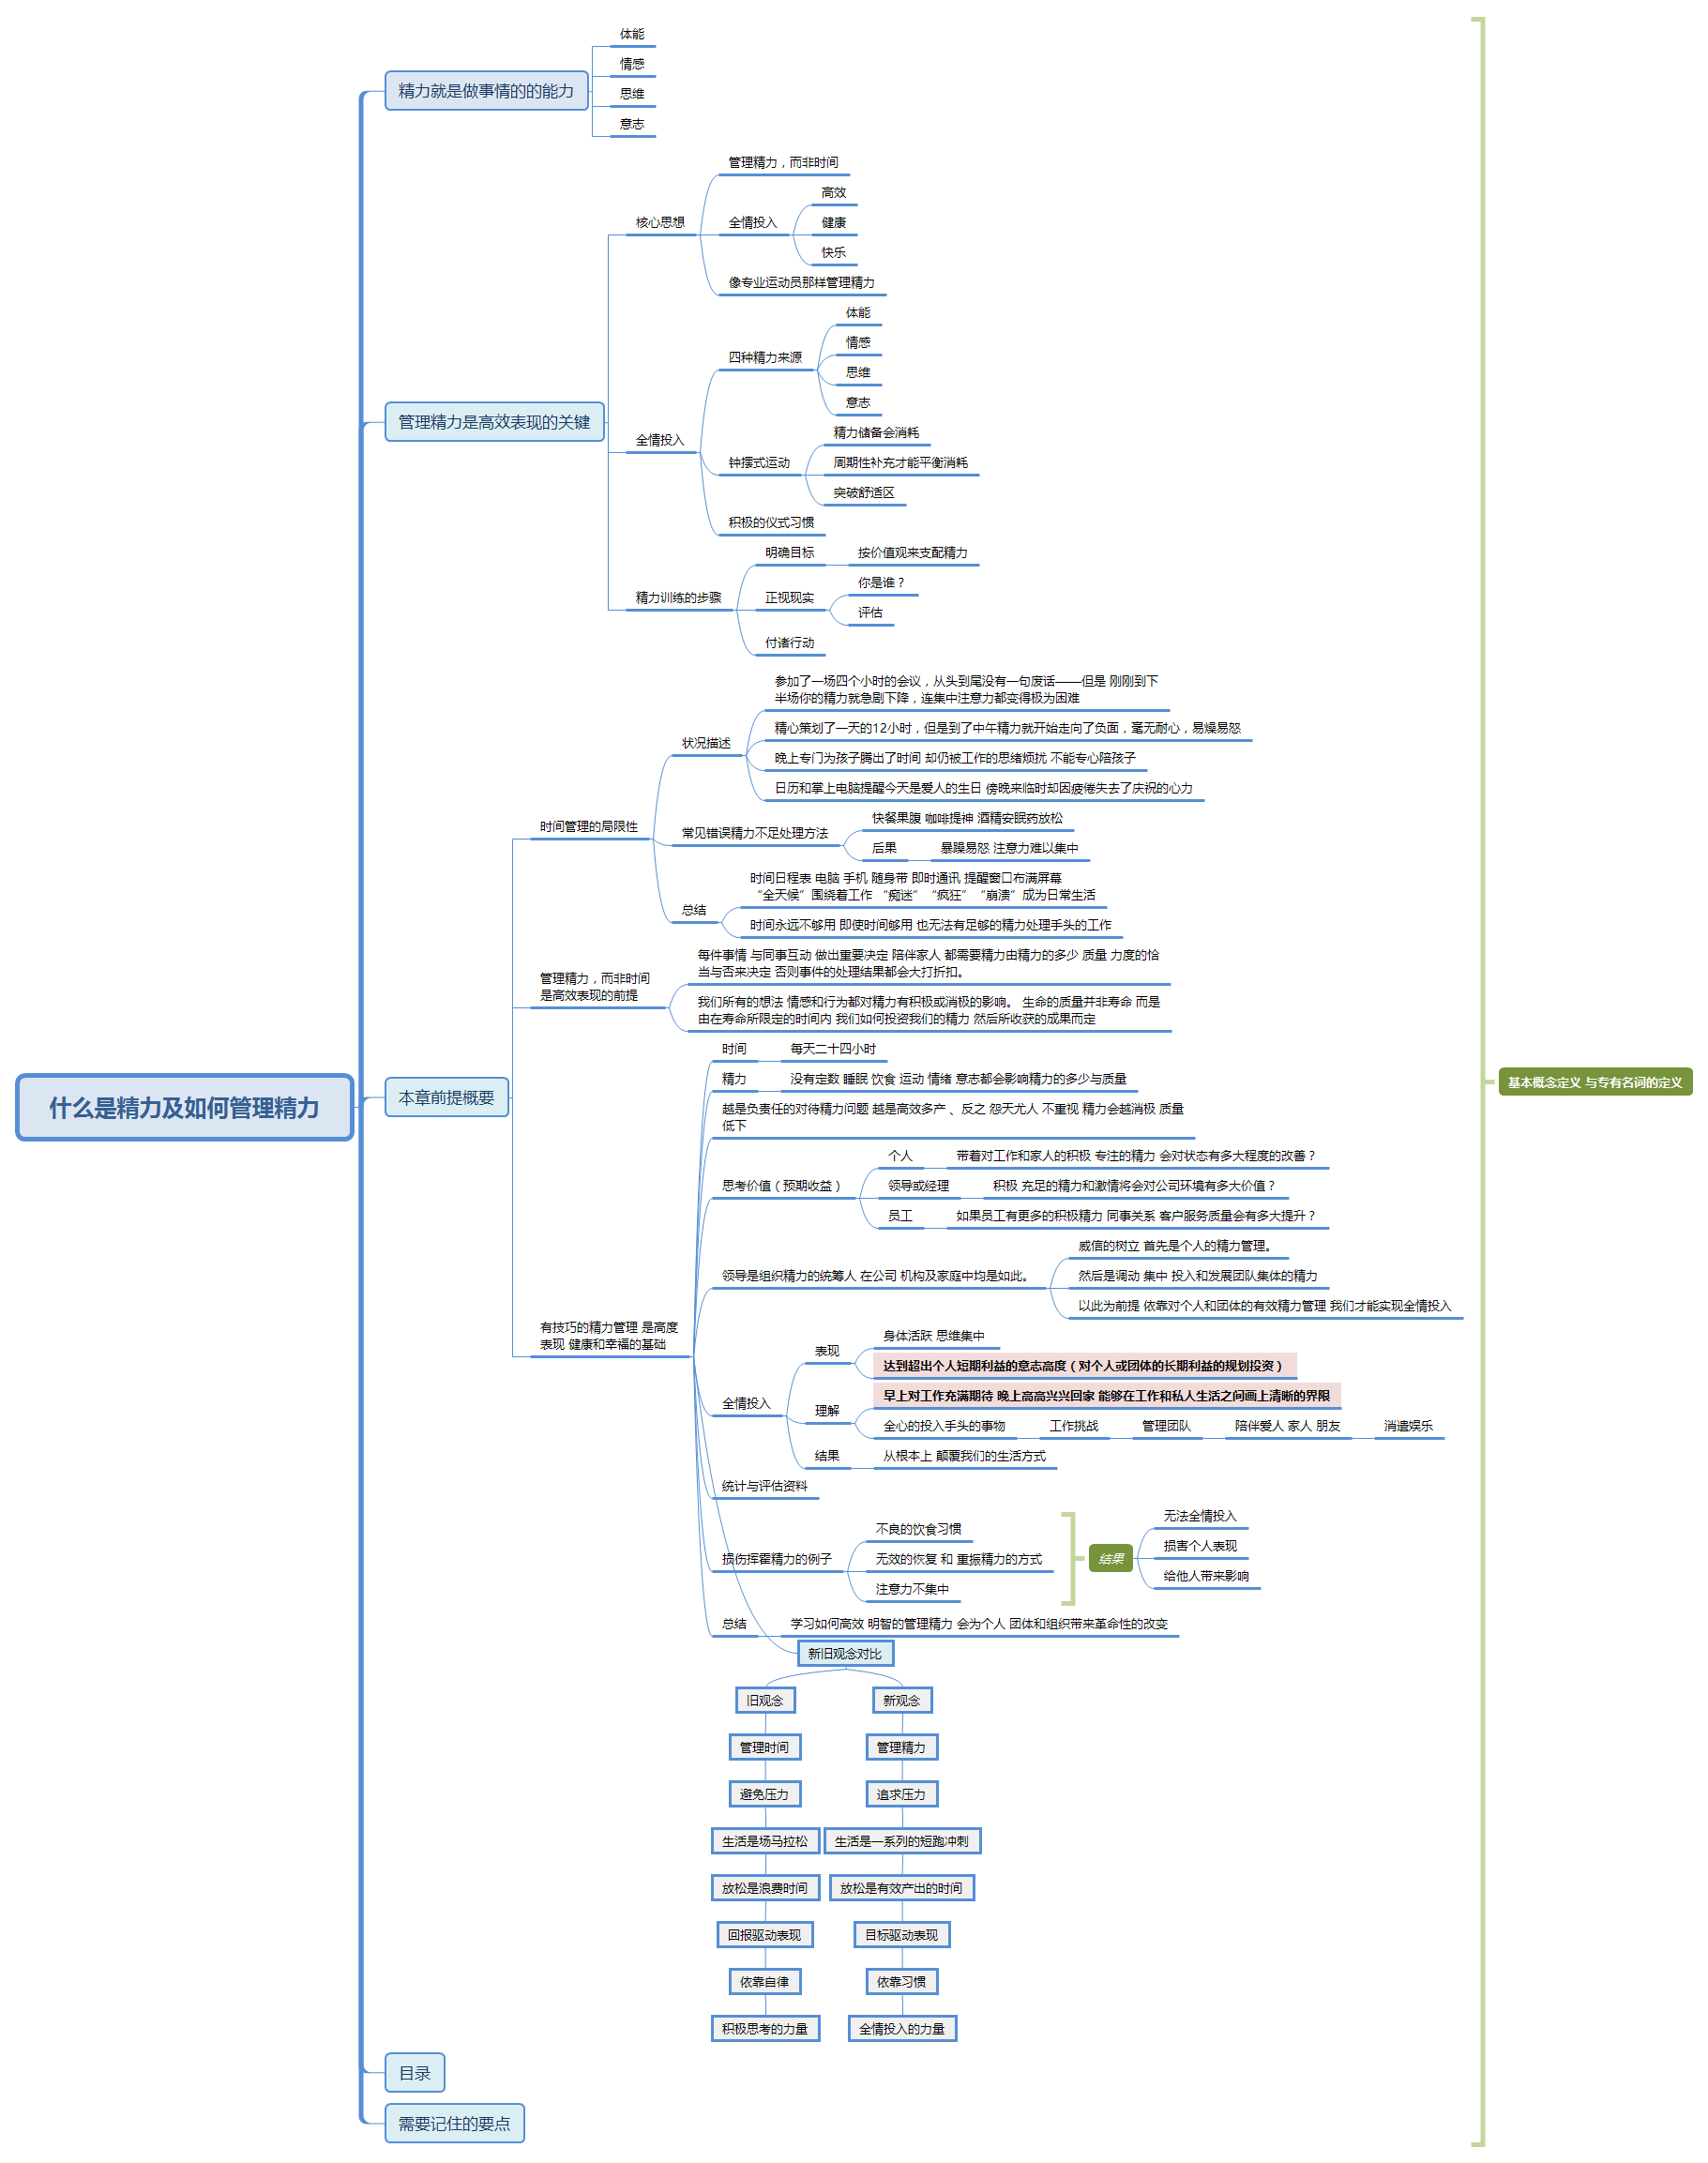 什么是精力及如何管理精力
精力就是做事情的的能力
体能
情感
思维
意志
管理精力是高效表现的关键
核心思想
管理精力，而非时间
全情投入
高效
健康
快乐
像专业运动员那样管理精力
全情投入
四种精力来源
体能
情感
思维
意志
钟摆式运动
精力储备会消耗
周期性补充才能平衡消耗
突破舒适区
积极的仪式习惯
精力训练的步骤
明确目标
按价值观来支配精力
正视现实
你是谁？
评估
付诸行动
本章前提概要
时间管理的局限性
状况描述
参加了一场四个小时的会议，从头到尾没有一句废话——但是 刚刚到下
半场你的精力就急剧下降，连集中注意力都变得极为困难
精心策划了一天的12小时，但是到了中午精力就开始走向了负面，毫无耐心，易燥易怒
晚上专门为孩子腾出了时间 却仍被工作的思绪烦扰 不能专心陪孩子
日历和掌上电脑提醒今天是爱人的生日 傍晚来临时却因疲倦失去了庆祝的心力
常见错误精力不足处理方法
快餐果腹 咖啡提神 酒精安眠药放松
后果
暴躁易怒 注意力难以集中
总结
时间日程表 电脑 手机 随身带 即时通讯 提醒窗口布满屏幕
“全天候”围绕着工作 “痴迷” “疯狂” “崩溃”成为日常生活
时间永远不够用 即使时间够用 也无法有足够的精力处理手头的工作
管理精力，而非时间
是高效表现的前提
每件事情 与同事互动 做出重要决定 陪伴家人 都需要精力由精力的多少 质量 力度的恰
当与否来决定 否则事件的处理结果都会大打折扣。
我们所有的想法 情感和行为都对精力有积极或消极的影响。 生命的质量并非寿命 而是
由在寿命所限定的时间内 我们如何投资我们的精力 然后所收获的成果而定
有技巧的精力管理 是高度
表现 健康和幸福的基础
时间
每天二十四小时
精力
没有定数 睡眠 饮食 运动 情绪 意志都会影响精力的多少与质量
越是负责任的对待精力问题 越是高效多产 、反之 怨天尤人 不重视 精力会越消极 质量
低下
思考价值（预期收益）
个人
带着对工作和家人的积极 专注的精力 会对状态有多大程度的改善？
领导或经理
积极 充足的精力和激情将会对公司环境有多大价值？
员工
如果员工有更多的积极精力 同事关系 客户服务质量会有多大提升？
领导是组织精力的统筹人 在公司 机构及家庭中均是如此。
威信的树立 首先是个人的精力管理。
然后是调动 集中 投入和发展团队集体的精力
以此为前提 依靠对个人和团体的有效精力管理 我们才能实现全情投入
全情投入
表现
身体活跃 思维集中
达到超出个人短期利益的意志高度（对个人或团体的长期利益的规划投资）
理解
早上对工作充满期待 晚上高高兴兴回家 能够在工作和私人生活之间画上清晰的界限
全心的投入手头的事物
工作挑战
管理团队
陪伴爱人 家人 朋友
消遣娱乐
结果
从根本上 颠覆我们的生活方式
统计与评估资料
损伤挥霍精力的例子
不良的饮食习惯
无效的恢复 和 重振精力的方式
注意力不集中
结果
无法全情投入
损害个人表现
给他人带来影响
总结
学习如何高效 明智的管理精力 会为个人 团体和组织带来革命性的改变
新旧观念对比
旧观念
管理时间
避免压力
生活是场马拉松
放松是浪费时间
回报驱动表现
依靠自律
积极思考的力量
新观念
管理精力
追求压力
生活是一系列的短跑冲刺
放松是有效产出的时间
目标驱动表现
依靠习惯
全情投入的力量
目录
需要记住的要点
基本概念定义 与专有名词的定义